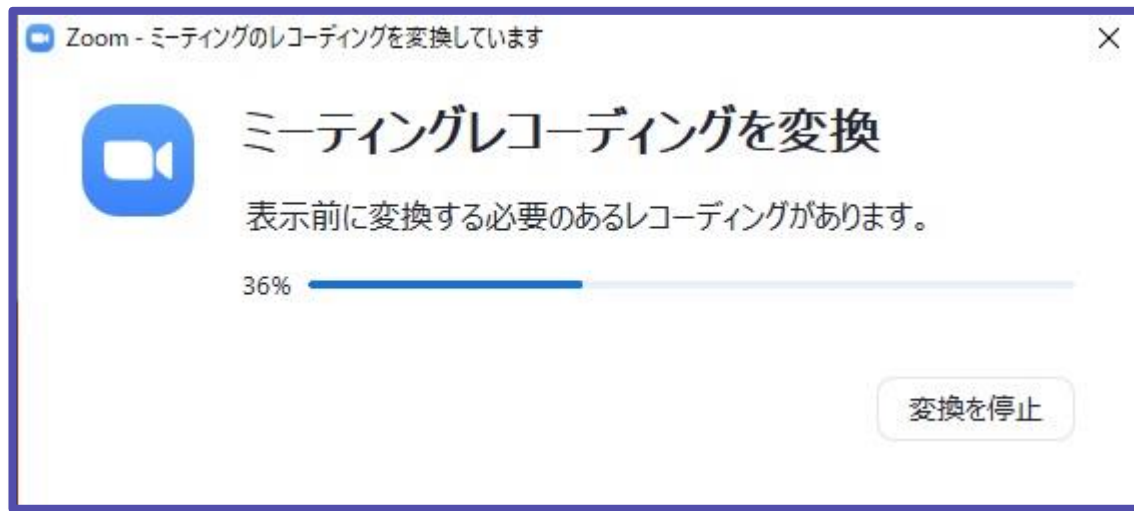 Zoom - ミーティングのレコーディングを変換しています
ミーティングレコーディングを変換
表示前に変換する必要のあるレコーディングがあります。
36%
変換を停止